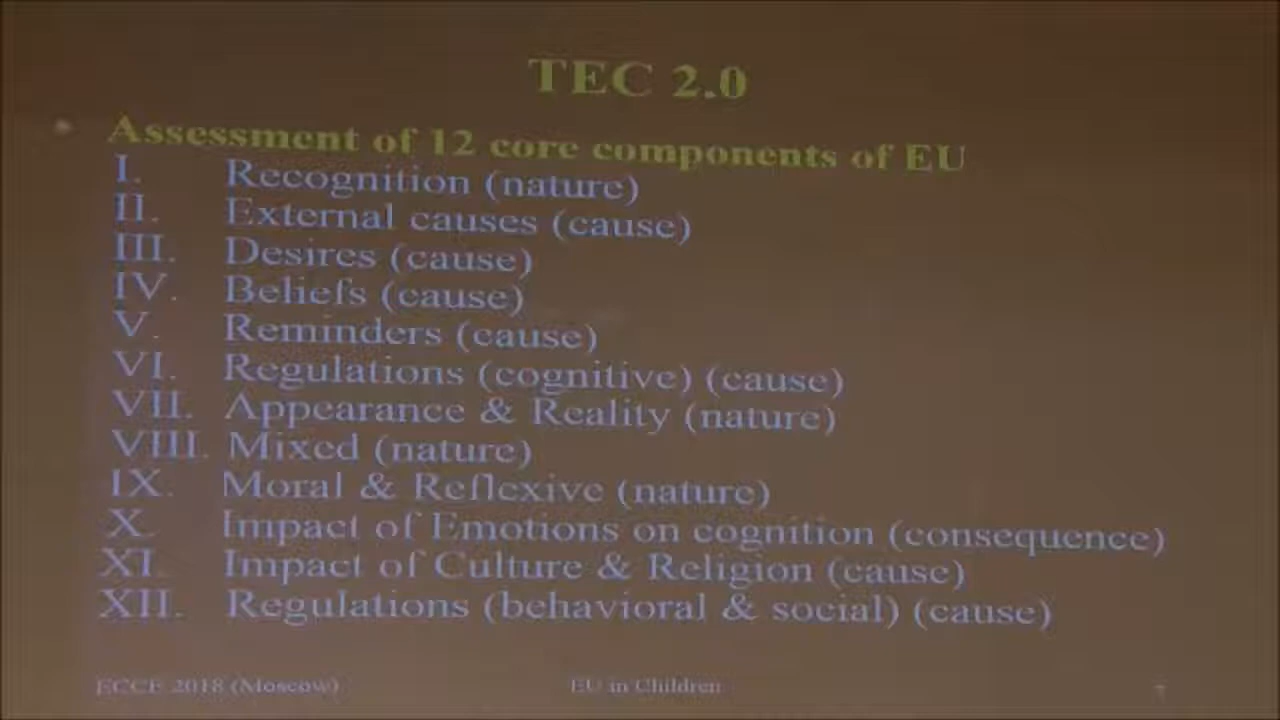 TEC 2.0
Assessment of 12 core components of EU
I. Recognition (nature)
II. External causes (cause)
III. Desires (cause)
IV. Beliefs (cause)
V. Reminders (cause)
VI. Regulations (cognitive) (cause)
VII. Appearance & Reality (nature)
VIII. Mixed (nature)
IX. Moral & Reflexive (nature)
X. Impact of Emotions on cognition (consequence)
XI. Impact of Culture & Religion (cause)
XII. Regulations (behavioral & social) (cause)
ECCE 2018 (Moscow) EU in Children